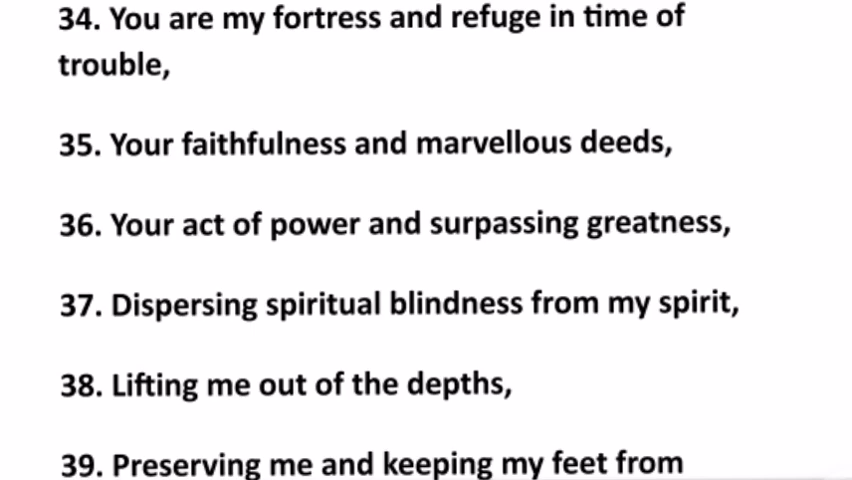 34. You are my fortress and refuge in time of
trouble,
35. Your faithfulness and marvellous deeds,
36. Your act of power and surpassing greatness,
37. Dispersing spiritual blindness from my spirit,
38. Lifting me out of the depths,
39. Preserving me and keeping my feet from